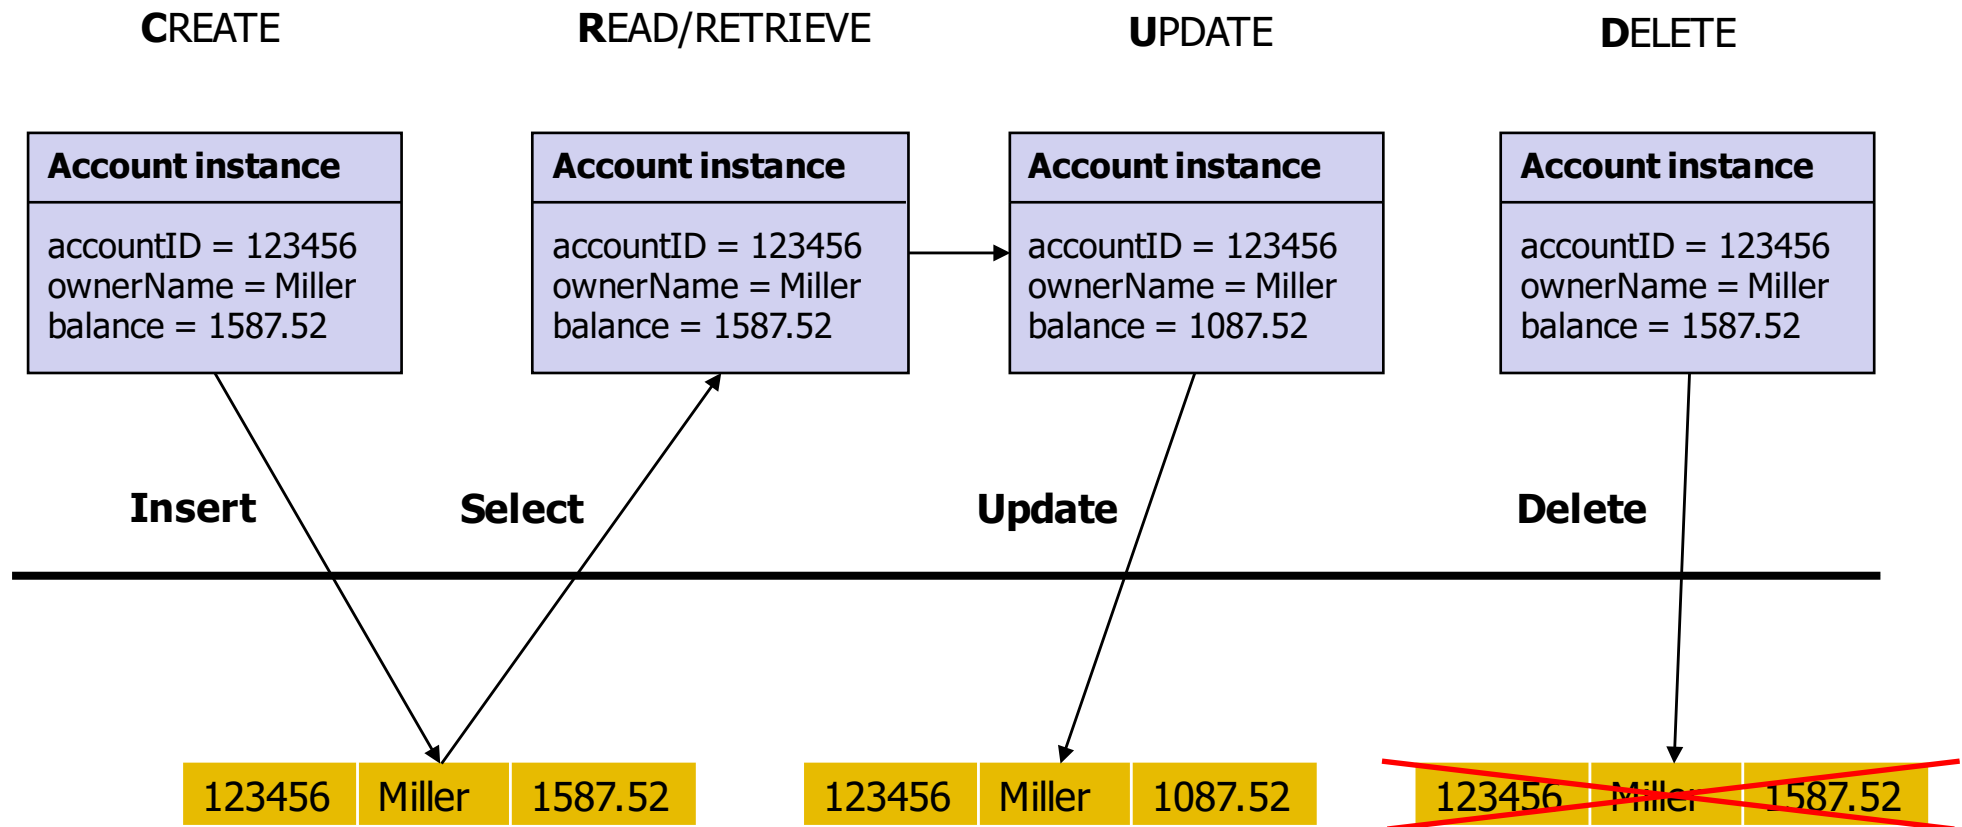 CREATE
READ/RETRIEVE
UPDATE
DELETE
Account instance
accountID = 123456
ownerName = Miller
balance = 1587.52
Account instance
accountID = 123456
ownerName = Miller
balance = 1587.52
Account instance
accountID = 123456
ownerName = Miller
balance = 1087.52
Account instance
accountID = 123456
ownerName = Miller
balance = 1587.52
Insert
Select
Update
Delete
123456 Miller 1587.52
123456 Miller 1087.52
123456 Miller 1587.52